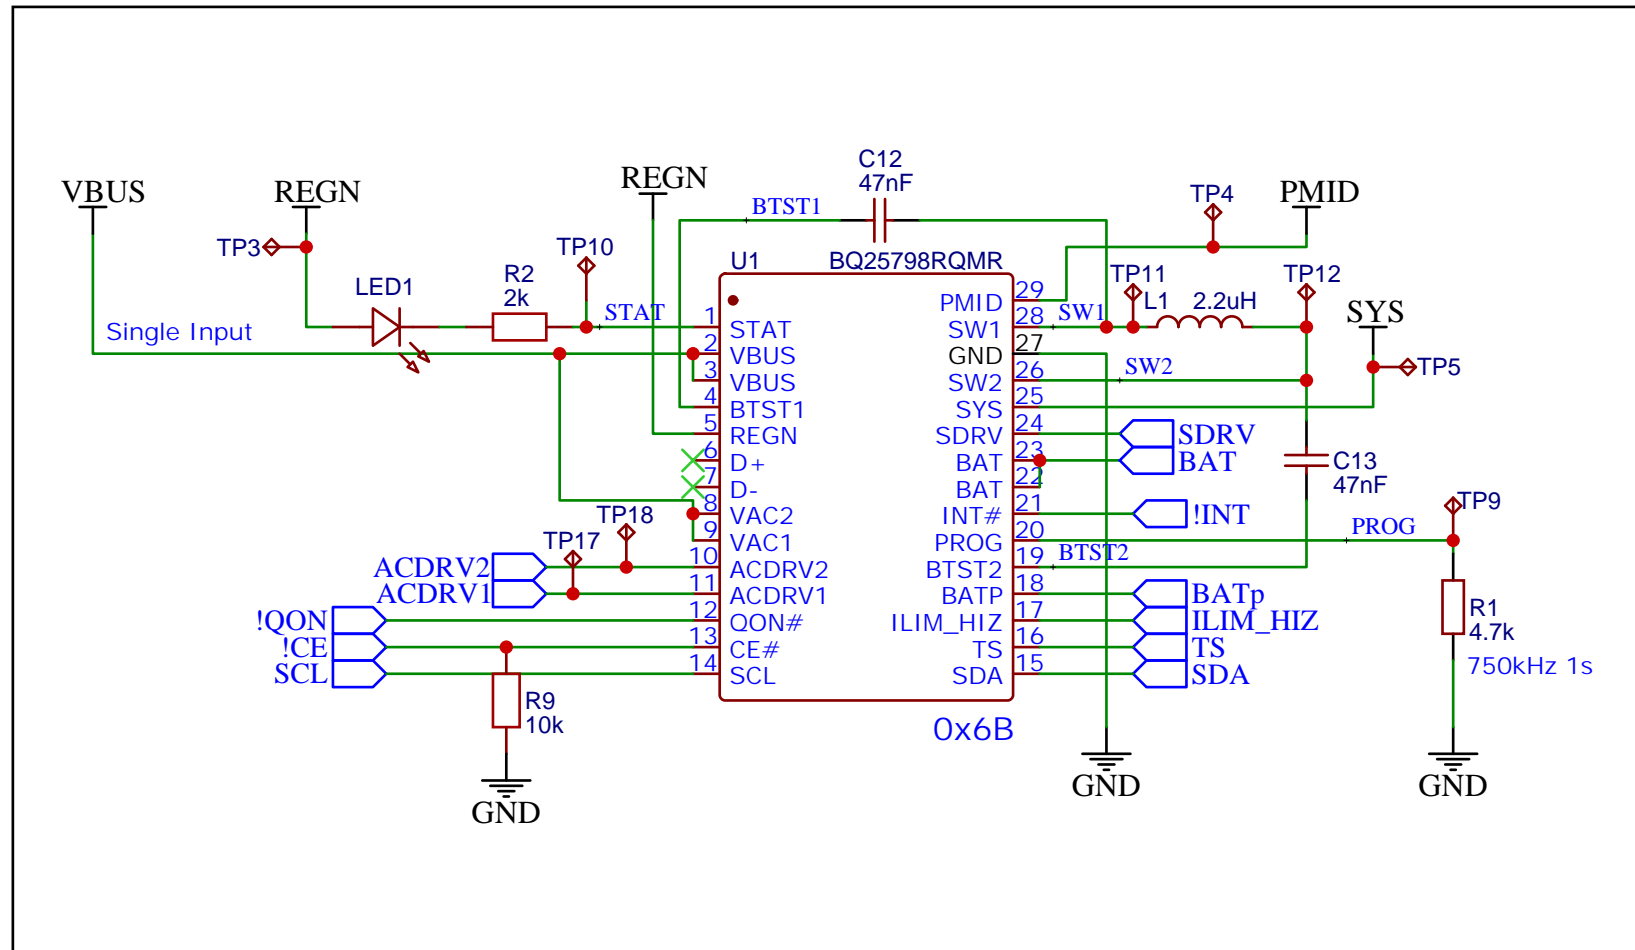 VBUS
REGN
REGN
C12
47nF
BTST1
TP4
PMID
TP3
TP10
U1
BQ25798RQMR
LED1
R2
2k
STAT
TP11
L1
2.2uH
TP12
SYS
TP5
Single Input
SW1
SW2
1 STAT
2 VBUS
3 VBUS
4 BTST1
5 REGN
6 D+
7 D-
8 VAC2
9 VAC1
10 ACDRV2
11 ACDRV1
12 QON#
13 CE#
14 SCL
PMID 29
SW1 28
GND 27
SW2 26
SYS 25
SDRV 24
BAT 23
BAT 22
INT# 21
PROG 20
BTST2 19
BATP 18
ILIM_HIZ 17
TS 16
SDA 15
SDRV
BAT
!INT
C13
47nF
TP9
PROG
BTST2
TP18
TP17
ACDRV2
ACDRV1
!QON
!CE
SCL
BATp
ILIM_HIZ
TS
SDA
R1
4.7k
750kHz 1s
R9
10k
0x6B
GND
GND
GND